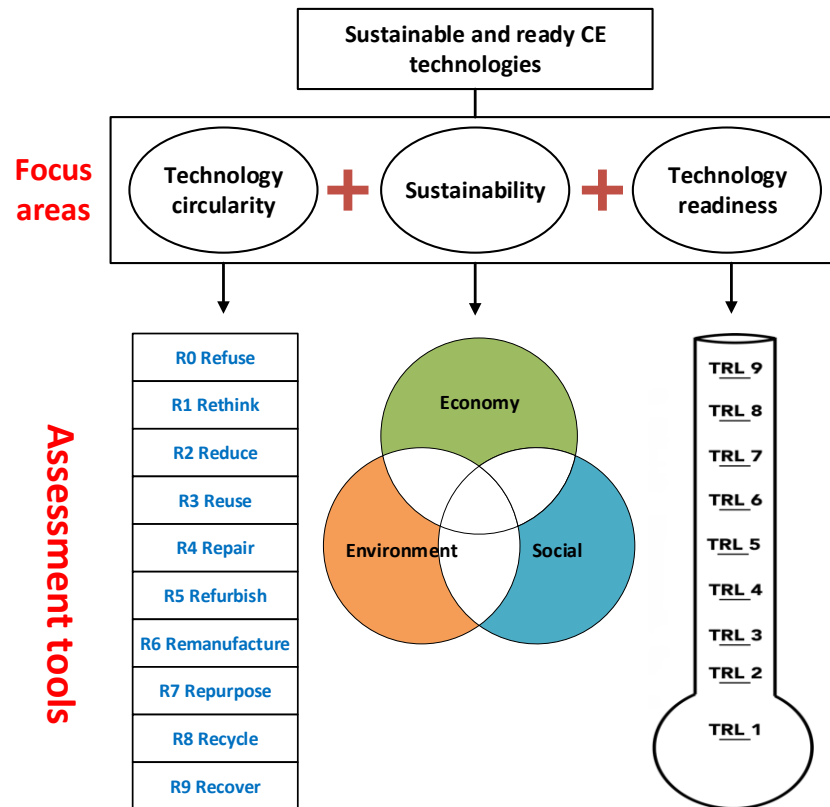 Sustainable and ready CE
technologies
Focus
areas
Technology
circularity
Sustainability
Technology
readiness
Assessment tools
R0 Refuse
R1 Rethink
R2 Reduce
R3 Reuse
R4 Repair
R5 Refurbish
R6 Remanufacture
R7 Repurpose
R8 Recycle
R9 Recover
Economy
Environment
Social
TRL 9
TRL 8
TRL 7
TRL 6
TRL 5
TRL 4
TRL 3
TRL 2
TRL 1